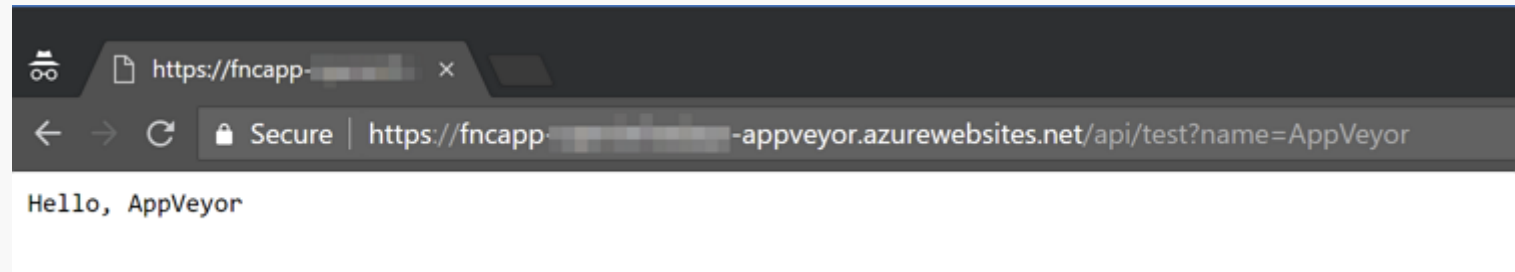 https://fncapp-
Secure | https://fncapp- -appveyor.azurewebsites.net/api/test?name=AppVeyor
Hello, AppVeyor